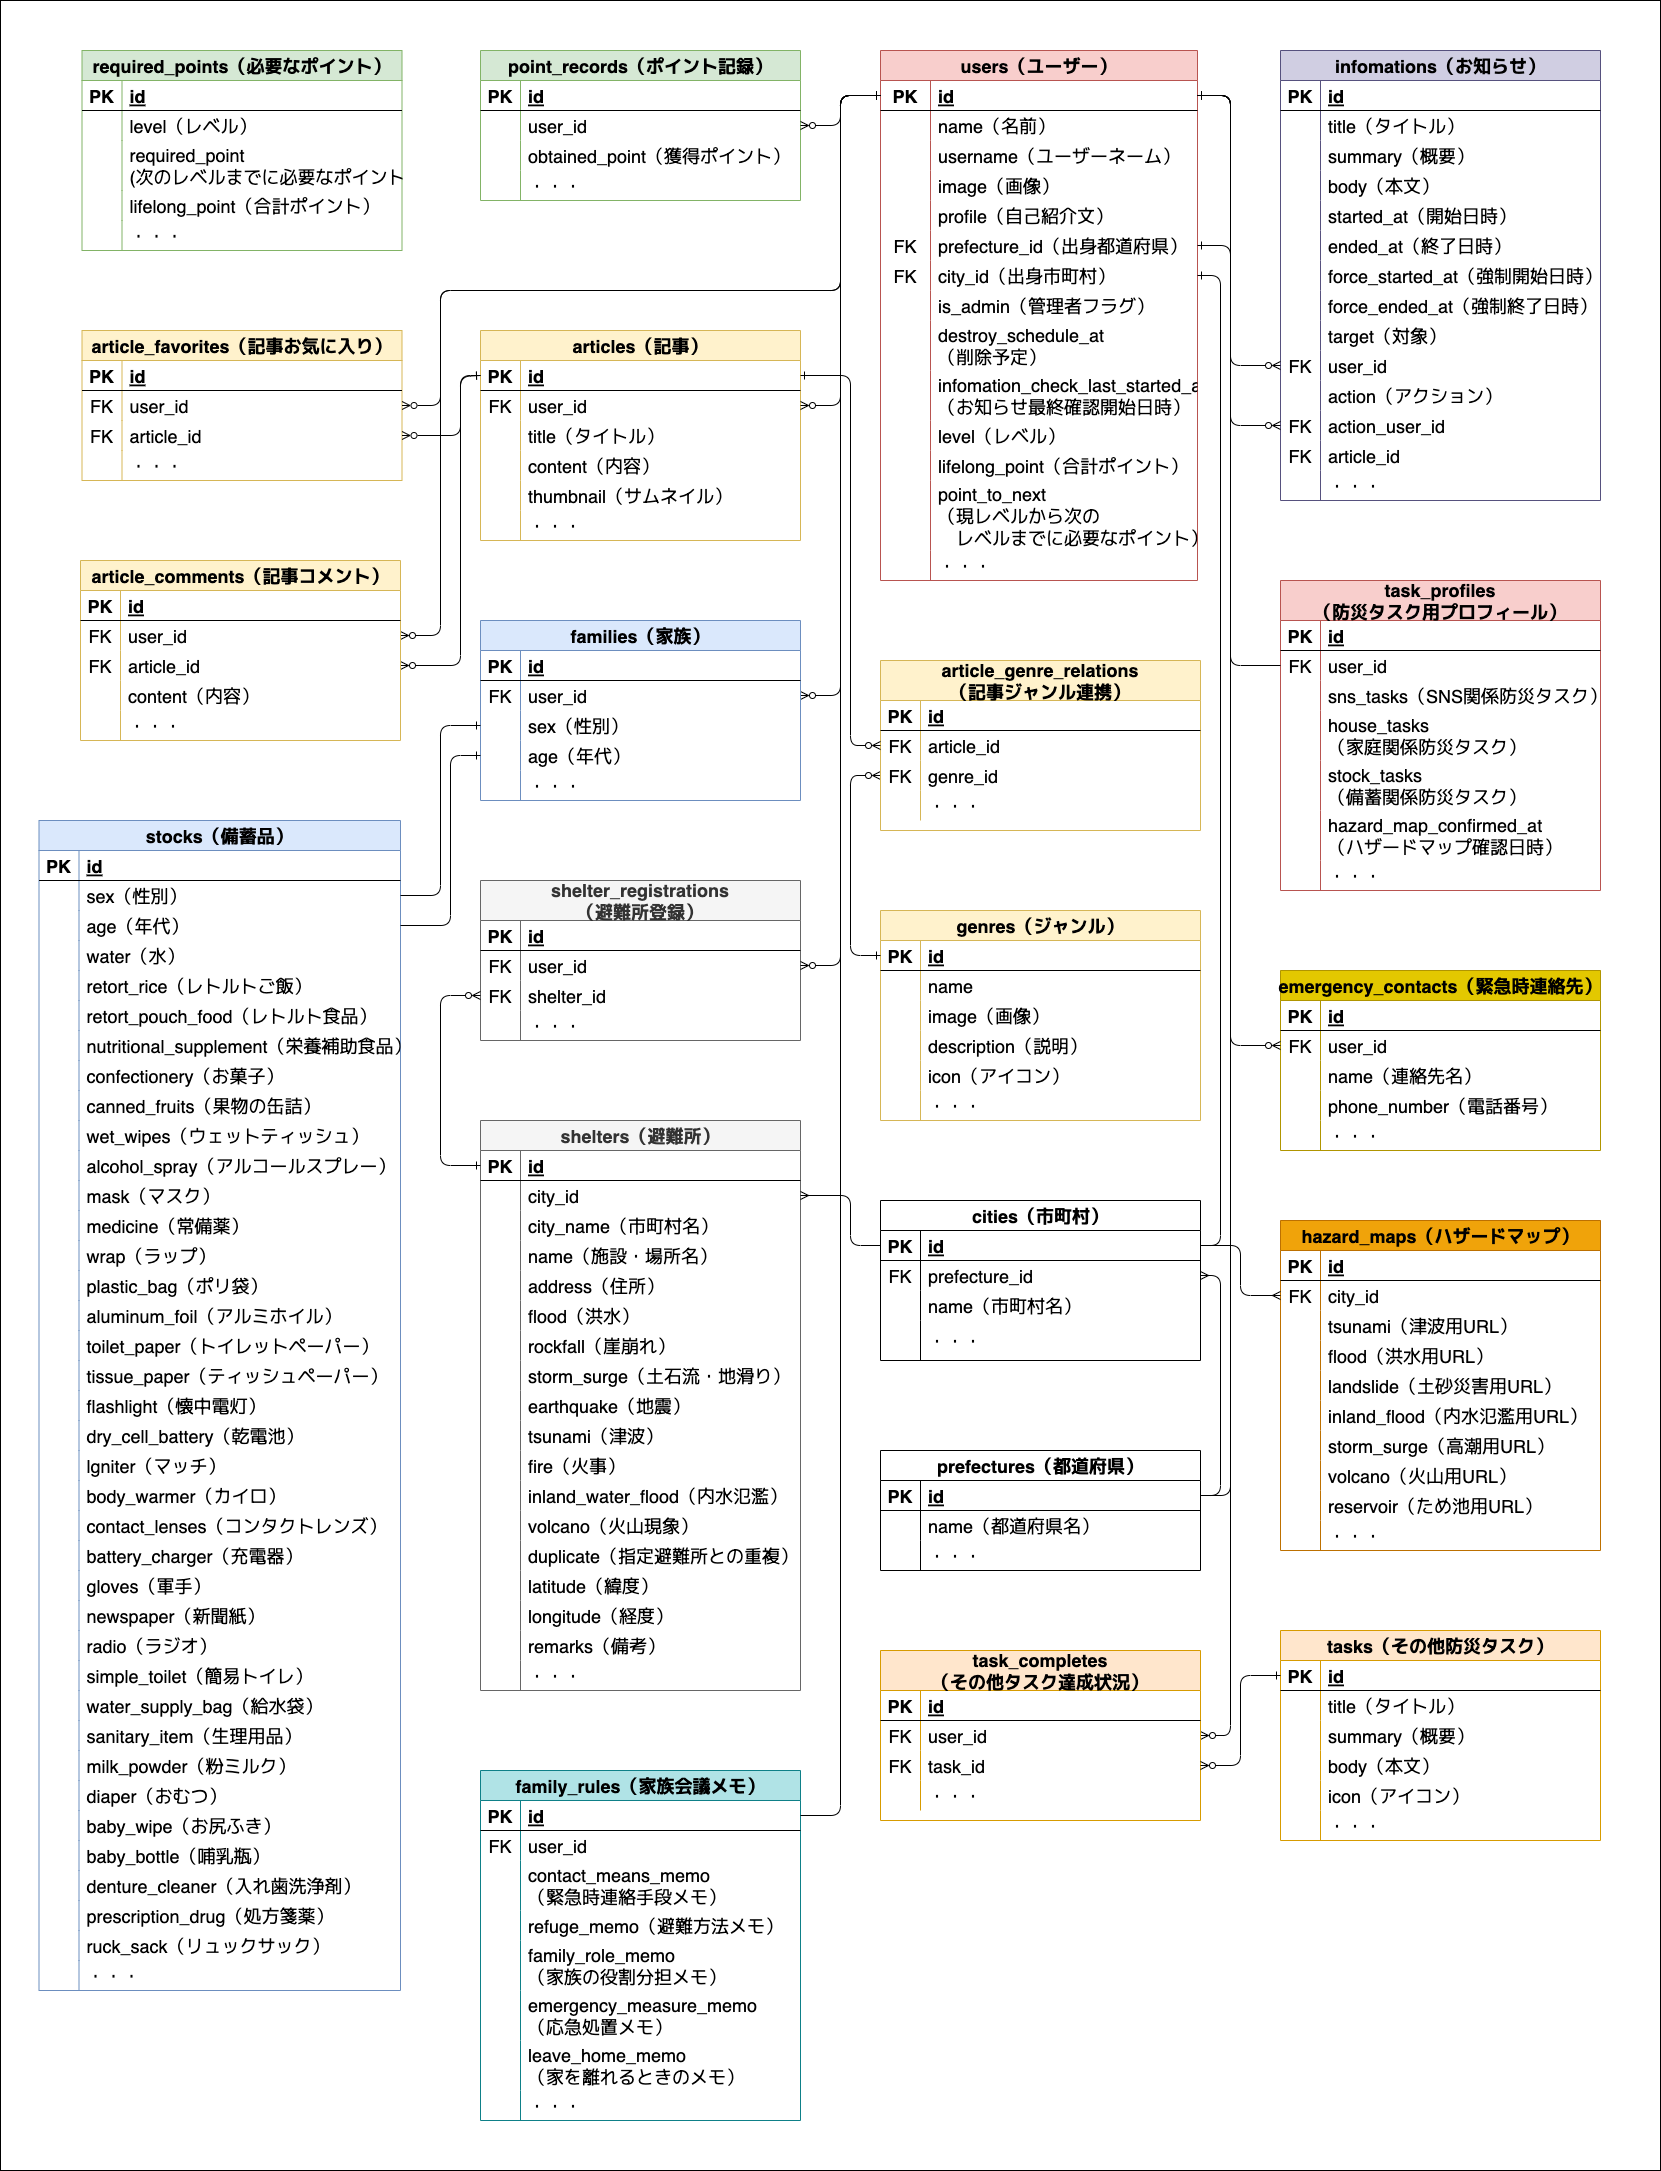 required_points（必要なポイント）
PK id
level（レベル）
required_point
(次のレベルまでに必要なポイント
lifelong_point（合計ポイント）
. . .
point_records（ポイント記録）
PK id
user_id
obtained_point（獲得ポイント）
. . .
users（ユーザー）
PK id
name（名前）
username（ユーザーネーム）
image（画像）
profile（自己紹介文）
FK prefecture_id（出身都道府県）
FK city_id（出身市町村）
is_admin（管理者フラグ）
destroy_schedule_at
（削除予定）
infomation_check_last_started_a
（お知らせ最終確認開始日時）
level（レベル）
lifelong_point（合計ポイント）
point_to_next
（現レベルから次の
レベルまでに必要なポイント）
. . .
infomations（お知らせ）
PK id
title（タイトル）
summary（概要）
body（本文）
started_at（開始日時）
ended_at（終了日時）
force_started_at（強制開始日時）
force_ended_at（強制終了日時）
target（対象）
FK user_id
action（アクション）
FK action_user_id
FK article_id
. . .
article_favorites（記事お気に入り）
PK id
FK user_id
FK article_id
. . .
articles（記事）
PK id
FK user_id
title（タイトル）
content（内容）
thumbnail（サムネイル）
. . .
article_comments（記事コメント）
PK id
FK user_id
FK article_id
content（内容）
. . .
families（家族）
PK id
FK user_id
sex（性別）
age（年代）
. . .
article_genre_relations
（記事ジャンル連携）
PK id
FK article_id
FK genre_id
. . .
task_profiles
（防災タスク用プロフィール）
PK id
FK user_id
sns_tasks（SNS関係防災タスク）
house_tasks
（家庭関係防災タスク）
stock_tasks
（備蓄関係防災タスク）
hazard_map_confirmed_at
（ハザードマップ確認日時）
. . .
stocks（備蓄品）
PK id
sex（性別）
age（年代）
water（水）
retort_rice（レトルトご飯）
retort_pouch_food（レトルト食品）
nutritional_supplement（栄養補助食品）
confectionery（お菓子）
canned_fruits（果物の缶詰）
wet_wipes（ウェットティッシュ）
alcohol_spray（アルコールスプレー）
mask（マスク）
medicine（常備薬）
wrap（ラップ）
plastic_bag（ポリ袋）
aluminum_foil（アルミホイル）
toilet_paper（トイレットペーパー）
tissue_paper（ティッシュペーパー）
flashlight（懐中電灯）
dry_cell_battery（乾電池）
Igniter（マッチ）
body_warmer（カイロ）
contact_lenses（コンタクトレンズ）
battery_charger（充電器）
gloves（軍手）
newspaper（新聞紙）
radio（ラジオ）
simple_toilet（簡易トイレ）
water_supply_bag（給水袋）
sanitary_item（生理用品）
milk_powder（粉ミルク）
diaper（おむつ）
baby_wipe（お尻ふき）
baby_bottle（哺乳瓶）
denture_cleaner（入れ歯洗浄剤）
prescription_drug（処方箋薬）
ruck_sack（リュックサック）
. . .
shelter_registrations
（避難所登録）
PK id
FK user_id
FK shelter_id
. . .
genres（ジャンル）
PK id
name
image（画像）
description（説明）
icon（アイコン）
. . .
emergency_contacts（緊急時連絡先）
PK id
FK user_id
name（連絡先名）
phone_number（電話番号）
. . .
shelters（避難所）
PK id
city_id
city_name（市町村名）
name（施設・場所名）
address（住所）
flood（洪水）
rockfall（崖崩れ）
storm_surge（土石流・地滑り）
earthquake（地震）
tsunami（津波）
fire（火事）
inland_water_flood（内水氾濫）
volcano（火山現象）
duplicate（指定避難所との重複）
latitude（緯度）
longitude（経度）
remarks（備考）
. . .
cities（市町村）
PK id
FK prefecture_id
name（市町村名）
. . .
hazard_maps（ハザードマップ）
PK id
FK city_id
tsunami（津波用URL）
flood（洪水用URL）
landslide（土砂災害用URL）
inland_flood（内水氾濫用URL）
storm_surge（高潮用URL）
volcano（火山用URL）
reservoir（ため池用URL）
. . .
prefectures（都道府県）
PK id
name（都道府県名）
. . .
task_completes
（その他タスク達成状況）
PK id
FK user_id
FK task_id
. . .
tasks（その他防災タスク）
PK id
title（タイトル）
summary（概要）
body（本文）
icon（アイコン）
. . .
family_rules（家族会議メモ）
PK id
FK user_id
contact_means_memo
（緊急時連絡手段メモ）
refuge_memo（避難方法メモ）
family_role_memo
（家族の役割分担メモ）
emergency_measure_memo
（応急処置メモ）
leave_home_memo
（家を離れるときのメモ）
. . .